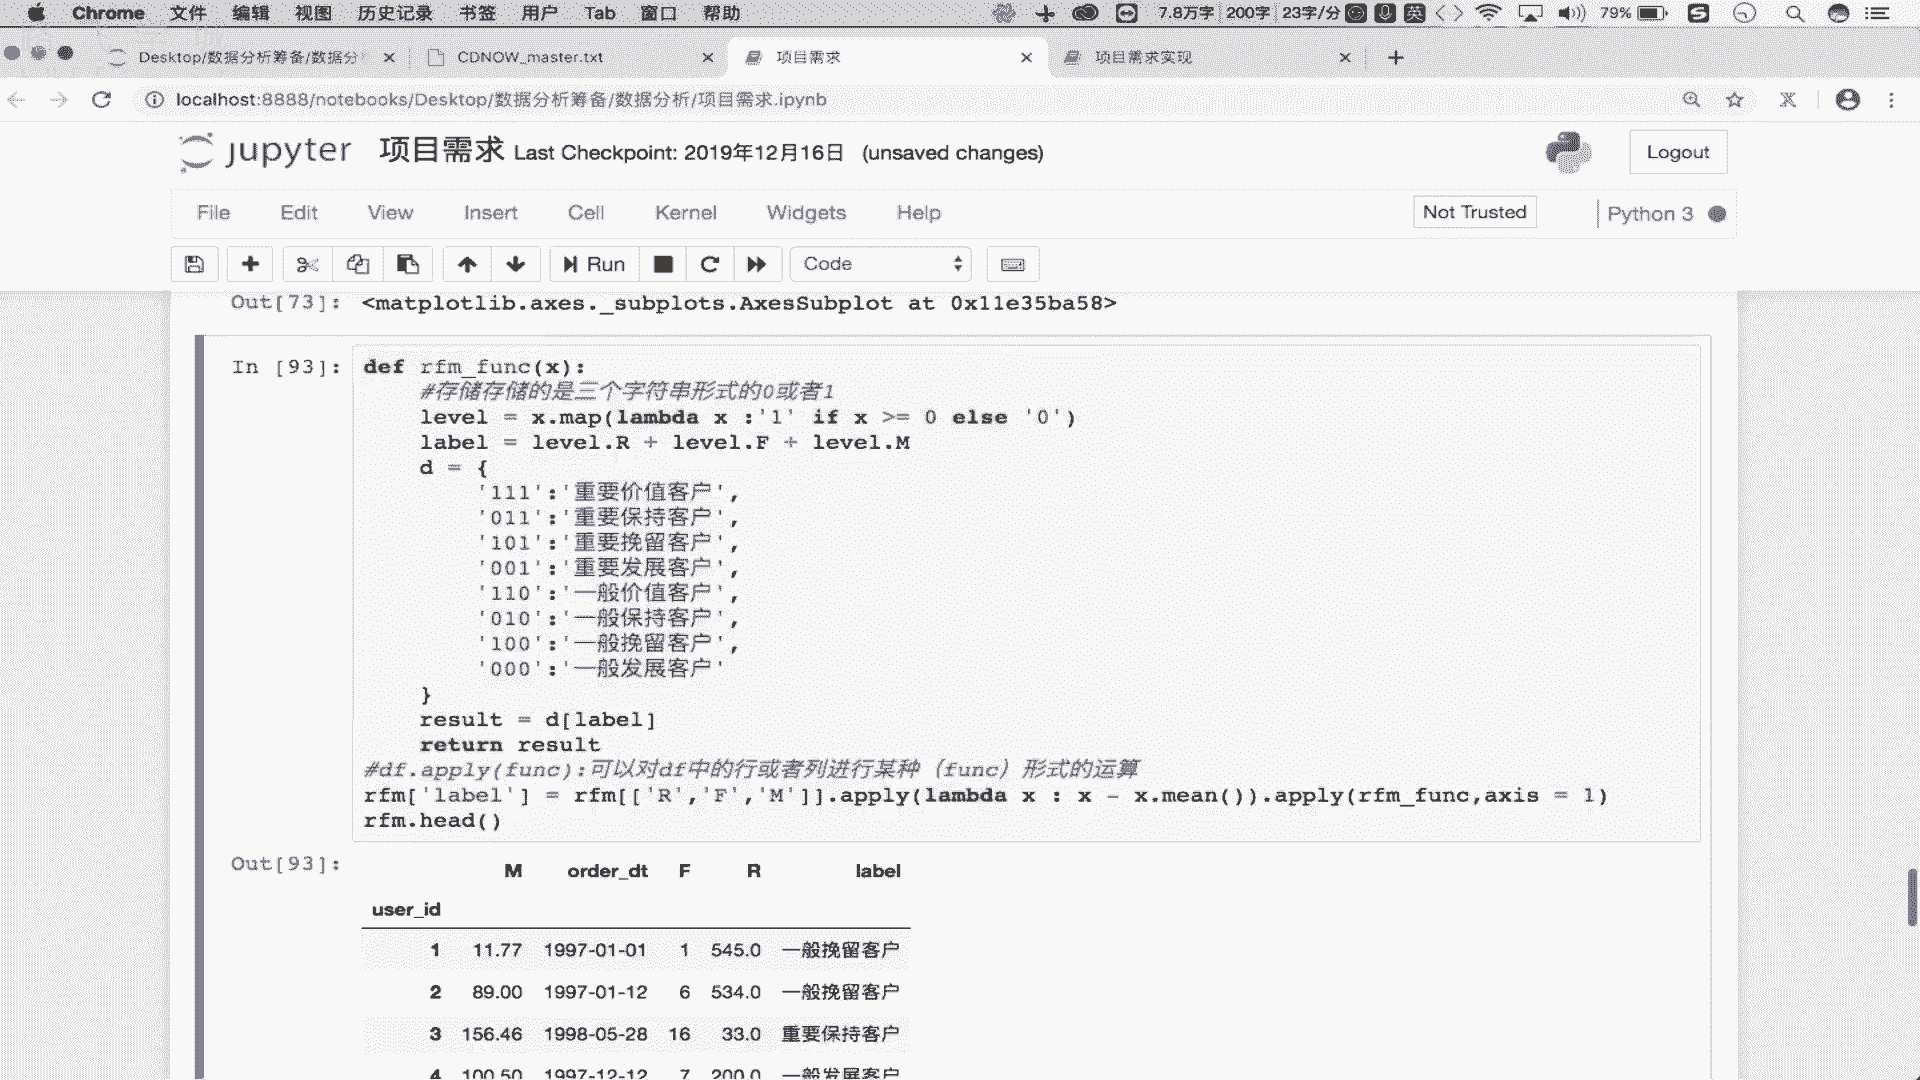 Chrome 文件 编辑 视图 历史记录 书签 用户 Tab 窗口 帮助 7.8万字 200字 23字/分 英 79%
Desktop/数据分析筹备/数据分 CDNOW_master.txt 项目需求 项目需求实现
localhost:8888/notebooks/Desktop/数据分析筹备/数据分析/项目需求.ipynb
jupyter 项目需求 Last Checkpoint: 2019年12月16日 (unsaved changes) Logout
File Edit View Insert Cell Kernel Widgets Help Not Trusted Python 3
Run Code
Out[73]: <matplotlib.axes._subplots.AxesSubplot at 0x11e35ba58>
In [93]: def rfm_func(x):
#存储存储的是三个字符串形式的0或者1
level = x.map(lambda x :'1' if x >= 0 else '0')
label = level.R + level.F + level.M
d = {
'111':'重要价值客户',
'011':'重要保持客户',
'101':'重要挽留客户',
'001':'重要发展客户',
'110':'一般价值客户',
'010':'一般保持客户',
'100':'一般挽留客户',
'000':'一般发展客户'
}
result = d[label]
return result
#df.apply(func):可以对df中的行或者列进行某种（func）形式的运算
rfm['label'] = rfm[['R','F','M']].apply(lambda x : x - x.mean()).apply(rfm_func,axis = 1)
rfm.head()
Out[93]:
M order_dt F R label
user_id
1 11.77 1997-01-01 1 545.0 一般挽留客户
2 89.00 1997-01-12 6 534.0 一般挽留客户
3 156.46 1998-05-28 16 33.0 重要保持客户
4 100.50 1997-12-12 7 200.0 一般发展客户